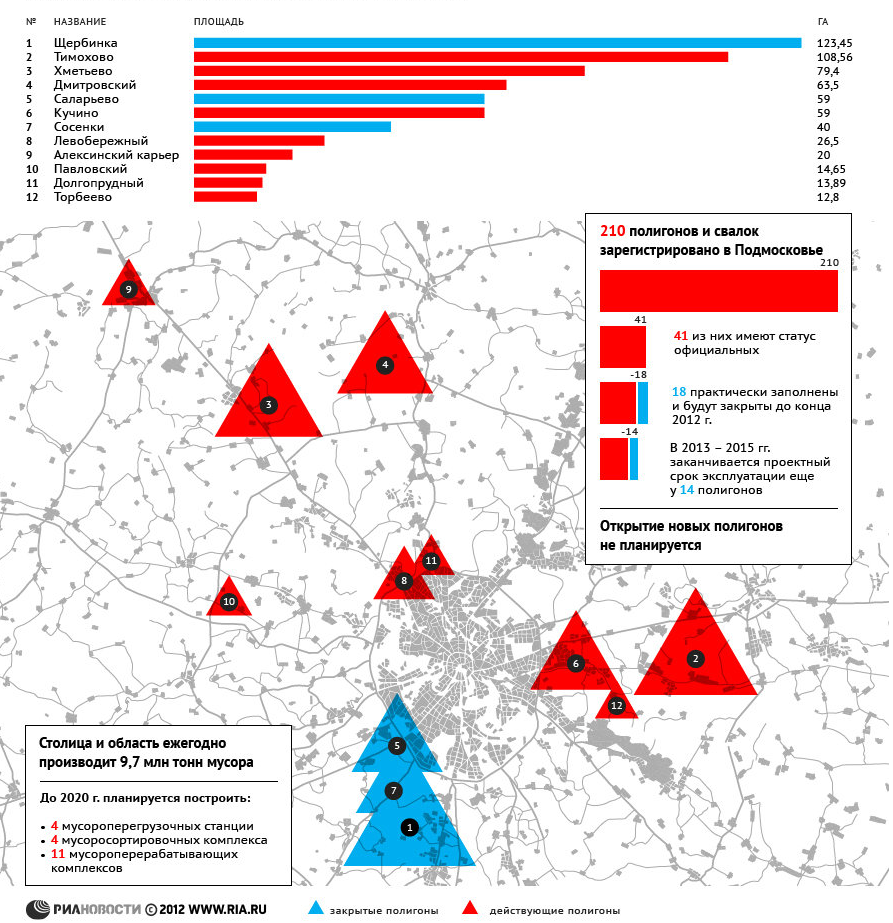 № НАЗВАНИЕ ПЛОЩАДЬ ГА
1 Щербинка 123,45
2 Тимохово 108,56
3 Хметьево 79,4
4 Дмитровский 63,5
5 Саларьево 59
6 Кучино 59
7 Сосенки 40
8 Левобережный 26,5
9 Алексинский карьер 20
10 Павловский 14,65
11 Долгопрудный 13,89
12 Торбеево 12,8
210 полигонов и свалок
зарегистрировано в Подмосковье
210
41
41 из них имеют статус
официальных
-18
18 практически заполнены
и будут закрыты до конца
2012 г.
-14
В 2013 – 2015 гг.
заканчивается проектный
срок эксплуатации еще
у 14 полигонов
Открытие новых полигонов
не планируется
9
4
3
11
8
10
6
2
12
5
7
1
Столица и область ежегодно
производит 9,7 млн тонн мусора
До 2020 г. планируется построить:
• 4 мусороперегрузочных станции
• 4 мусоросортировочных комплекса
• 11 мусороперерабатывающих
комплексов
РИАНОВОСТИ © 2012 WWW.RIA.RU
закрытые полигоны
действующие полигоны